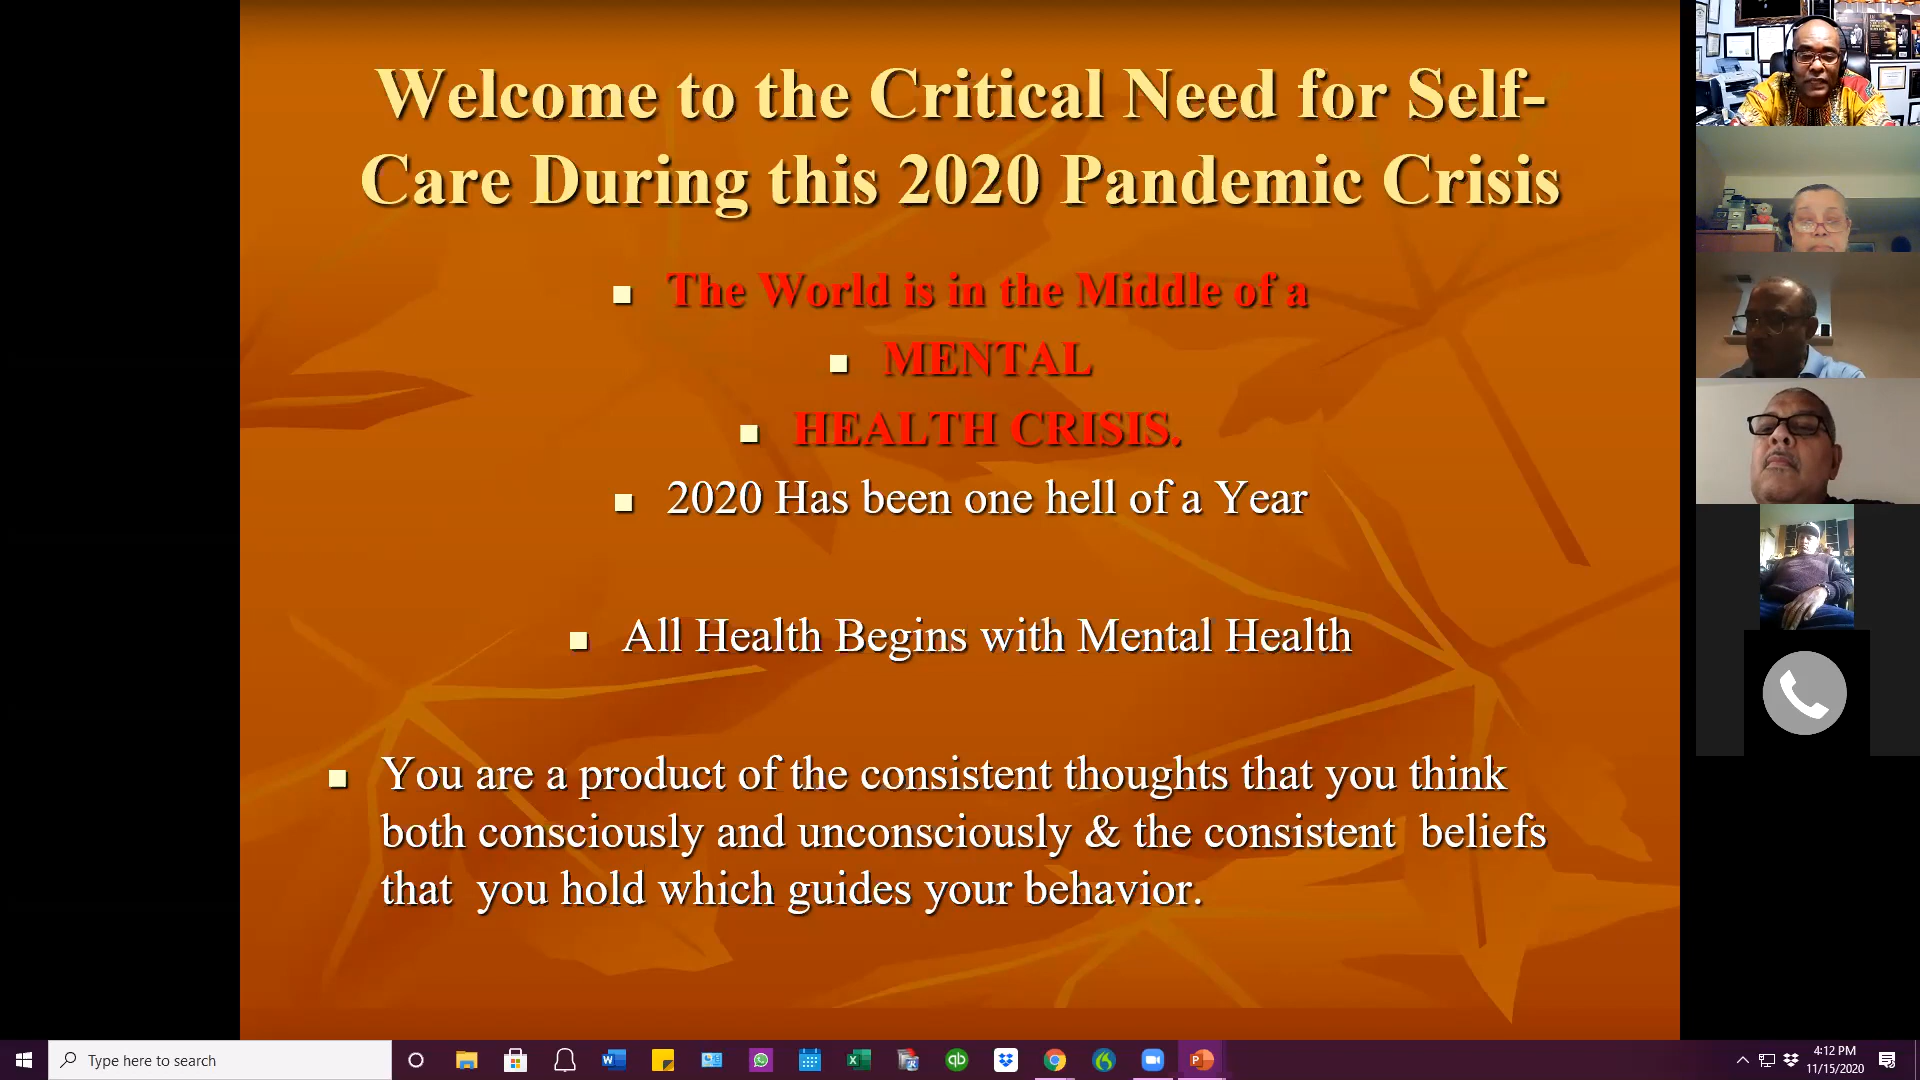 Welcome to the Critical Need for Self-
Care During this 2020 Pandemic Crisis
The World is in the Middle of a
MENTAL
HEALTH CRISIS.
2020 Has been one hell of a Year
All Health Begins with Mental Health
You are a product of the consistent thoughts that you think
both consciously and unconsciously & the consistent beliefs
that you hold which guides your behavior.
Type here to search
4:12 PM
11/15/2020